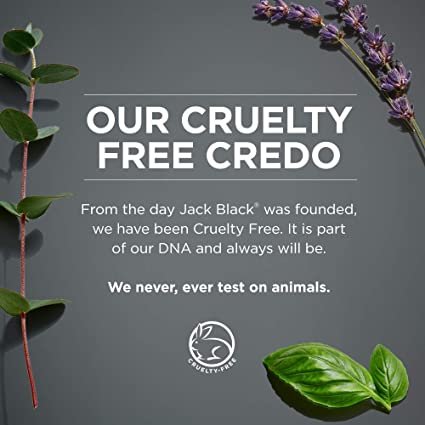 OUR CRUELTY
FREE CREDO
From the day Jack Black® was founded,
we have been Cruelty Free. It is part
of our DNA and always will be.
We never, ever test on animals.
CRUELTY-FREE